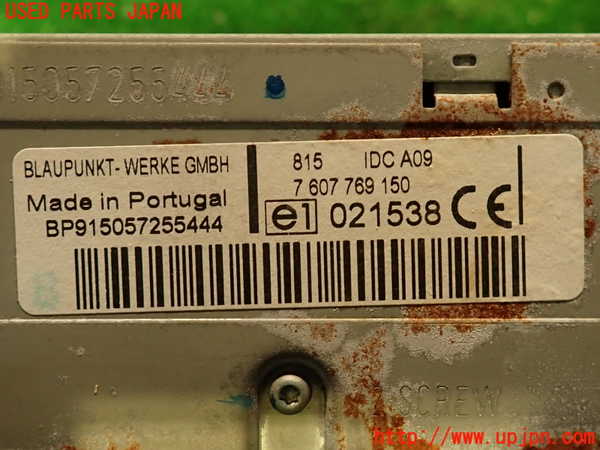 USED PARTS JAPAN
15057255444
BLAUPUNKT-WERKE GMBH
815 IDC A09
7 607 769 150
Made in Portugal
BP915057255444
e1 021538 CE
SCREW
http://www.upjpn.com/